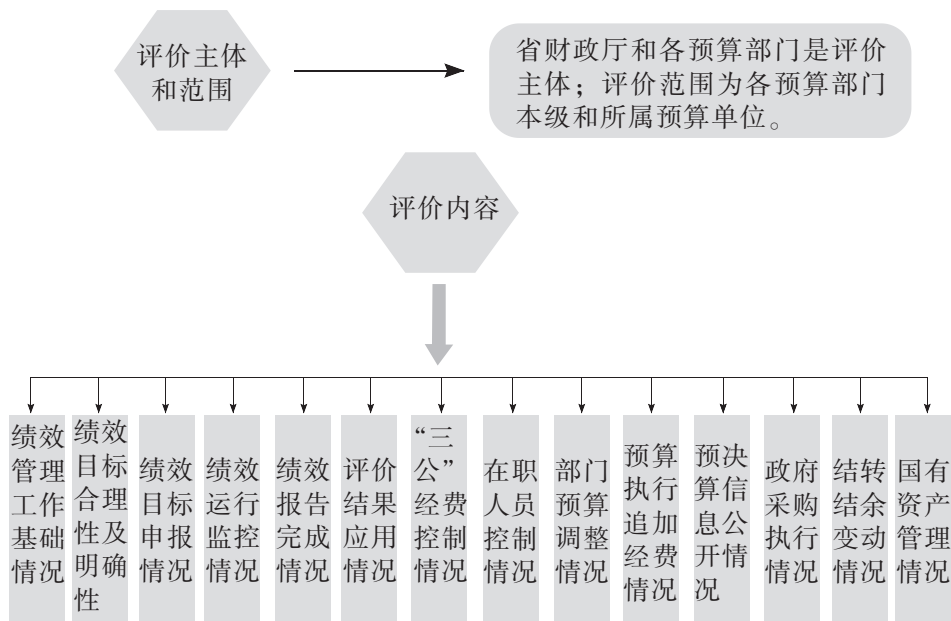 评价主体
和范围
省财政厅和各预算部门是评价
主体；评价范围为各预算部门
本级和所属预算单位。
评价内容
绩效
管理
工作
基础
情况
绩效
目标
合理
性及
明确
性
绩效
目标
申报
情况
绩效
运行
监控
情况
绩效
报告
完成
情况
评价
结果
应用
情况
“三
公”
经费
控制
情况
在职
人员
控制
情况
部门
预算
调整
情况
预算
执行
追加
经费
情况
预决
算信
息公
开情
况
政府
采购
执行
情况
结转
结余
变动
情况
国有
资产
管理
情况